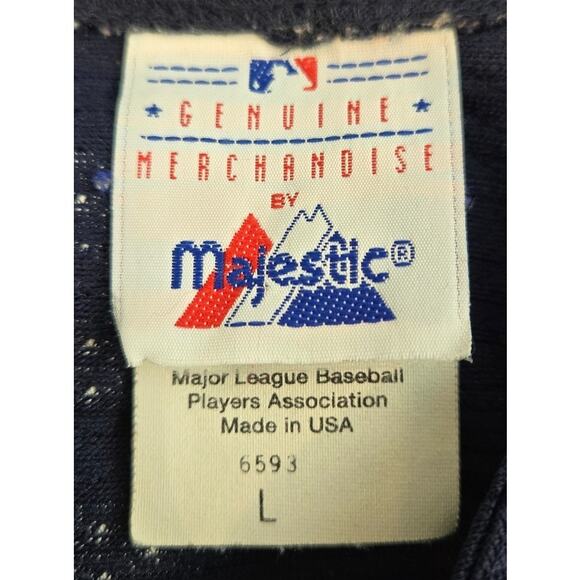 GENUINE
MERCHANDISE
BY
Majestic®
Major League Baseball
Players Association
Made in USA
6593
L